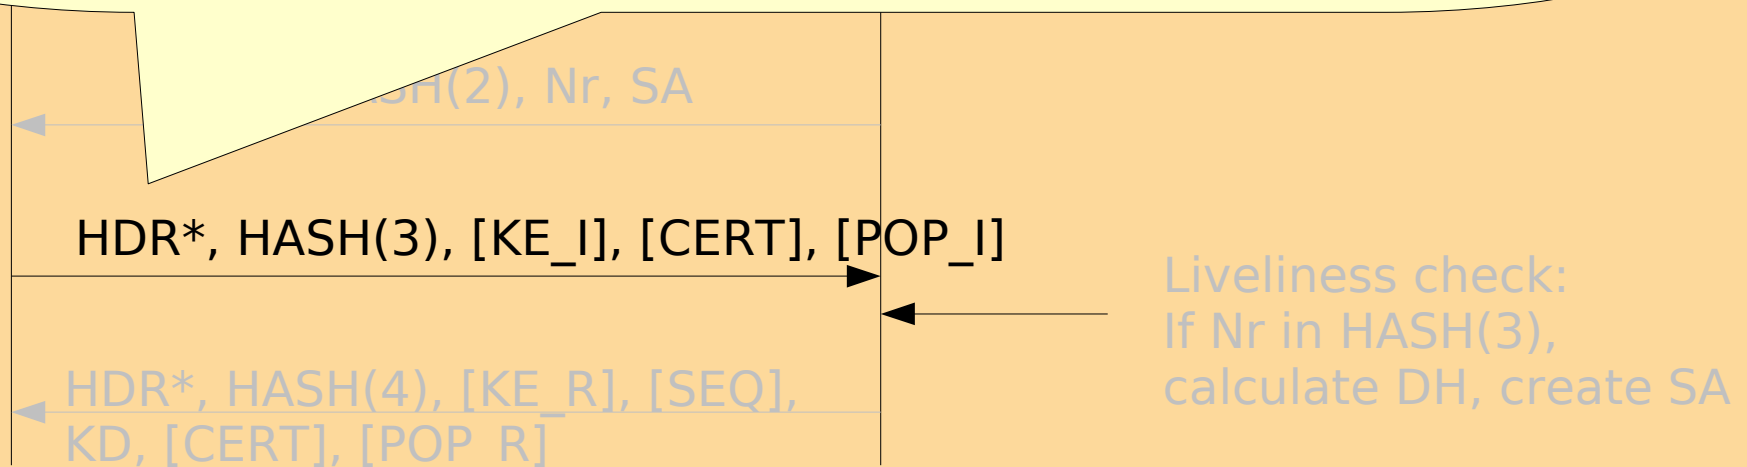 SH(2), Nr, SA
HDR*, HASH(3), [KE_I], [CERT], [POP_I]
Liveliness check:
If Nr in HASH(3),
calculate DH, create SA
HDR*, HASH(4), [KE_R], [SEQ],
KD, [CERT], [POP_R]